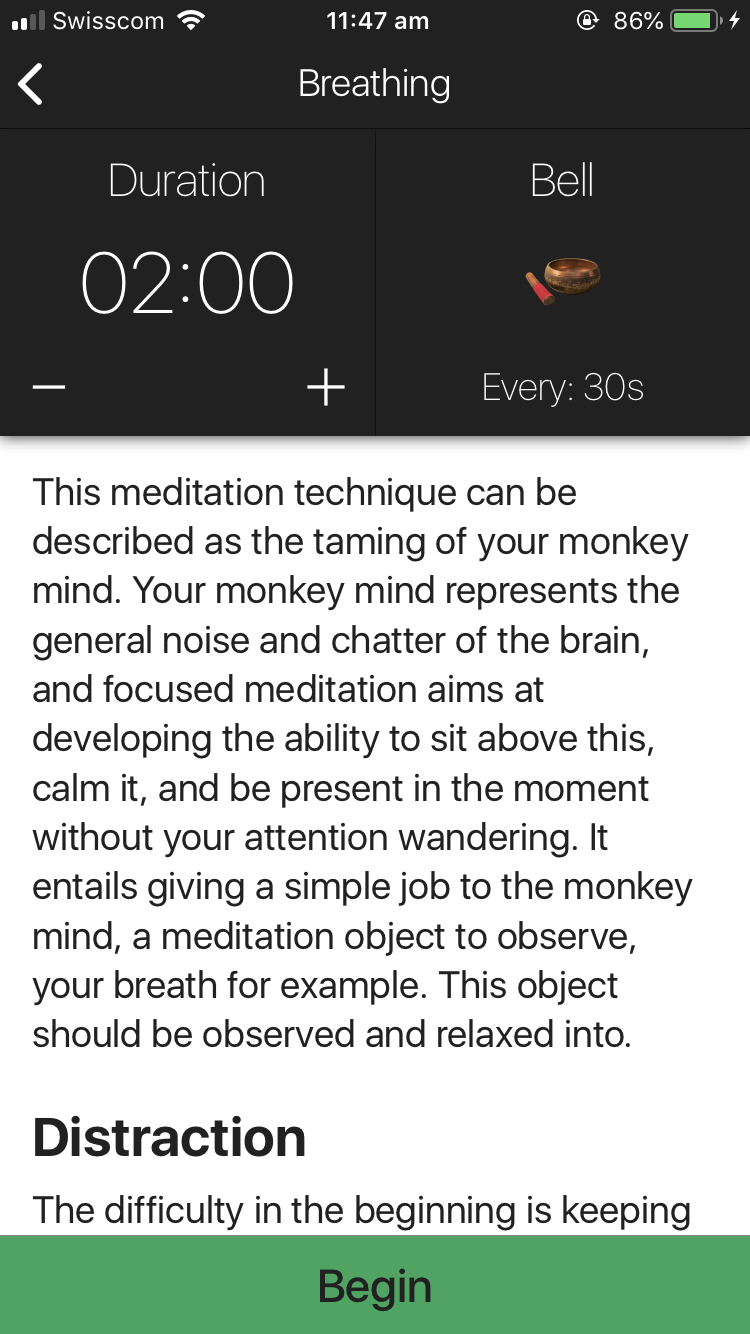 Swisscom 11:47 am 86%
Breathing
Duration
02:00
Bell
Every: 30s
This meditation technique can be
described as the taming of your monkey
mind. Your monkey mind represents the
general noise and chatter of the brain,
and focused meditation aims at
developing the ability to sit above this,
calm it, and be present in the moment
without your attention wandering. It
entails giving a simple job to the monkey
mind, a meditation object to observe,
your breath for example. This object
should be observed and relaxed into.
Distraction
The difficulty in the beginning is keeping
Begin